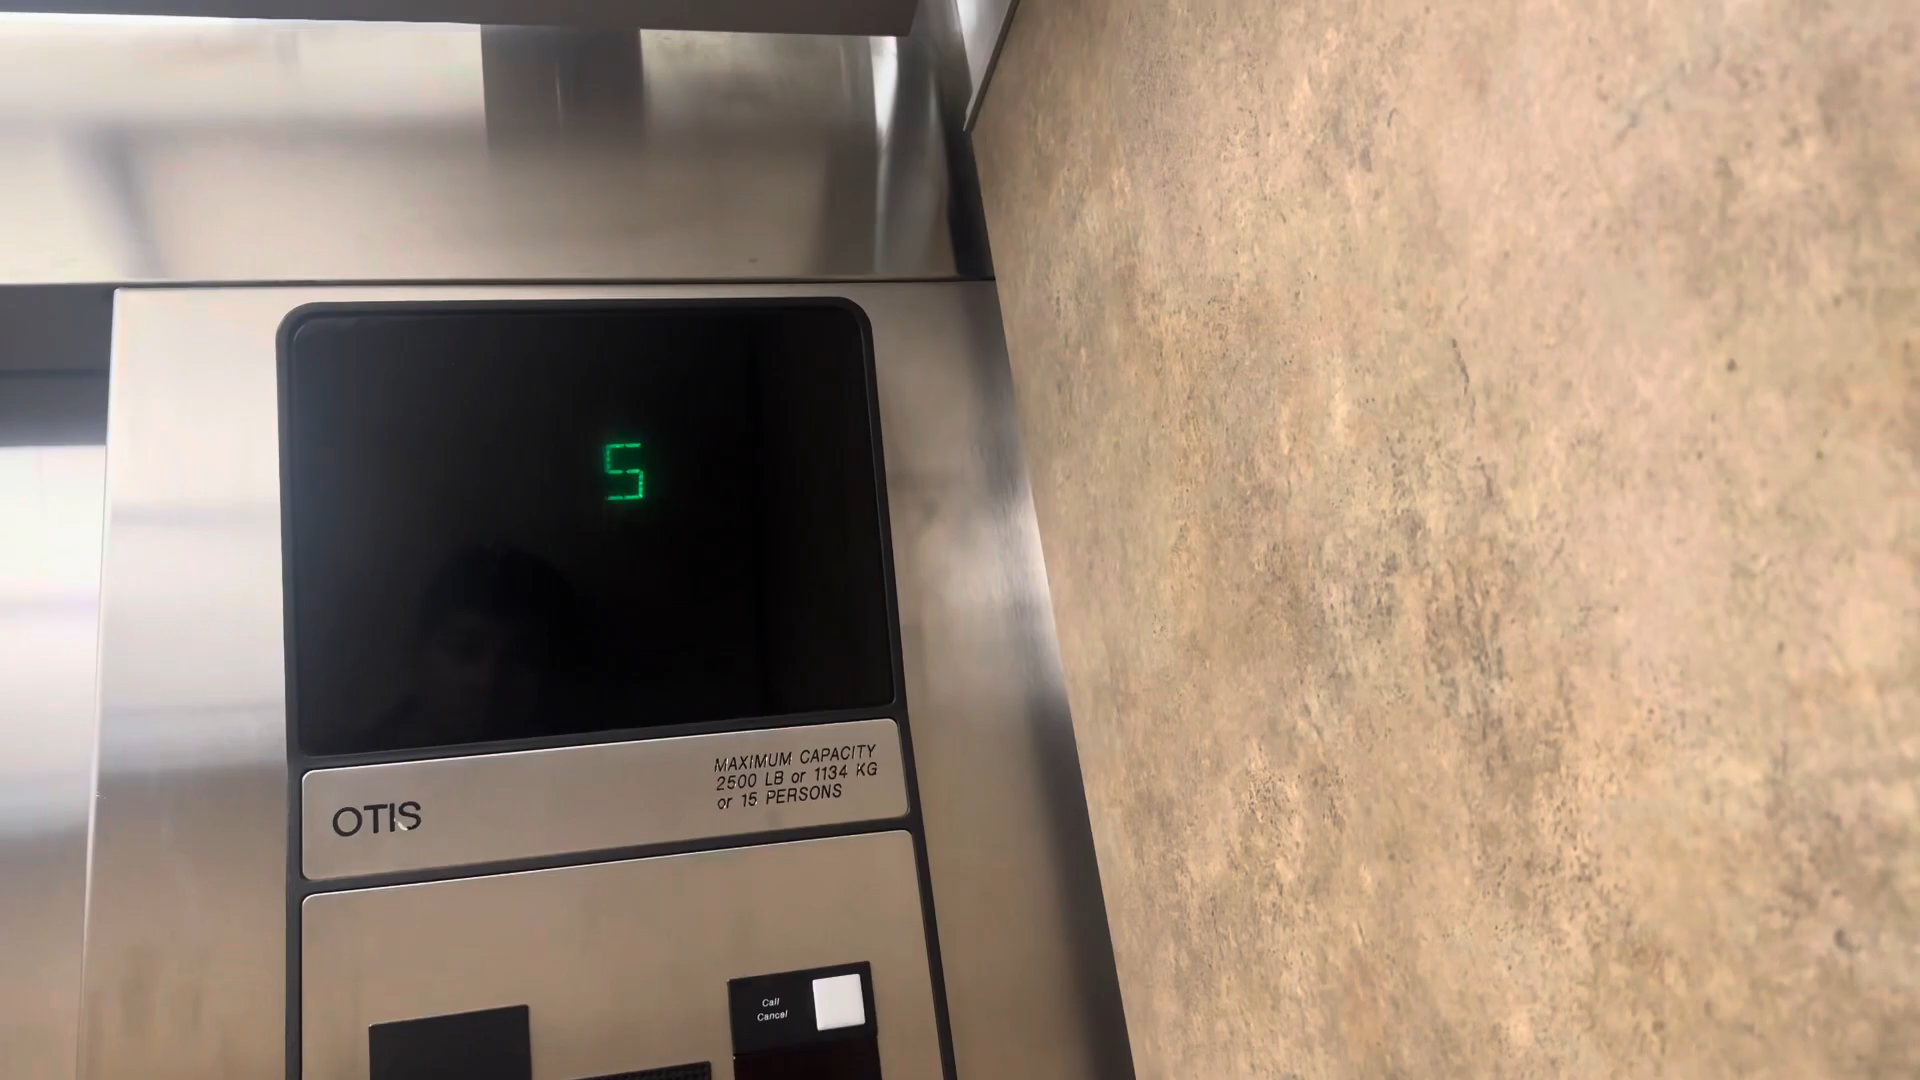 5
OTIS
MAXIMUM CAPACITY
2500 LB or 1134 KG
or 15 PERSONS
Call
Cancel